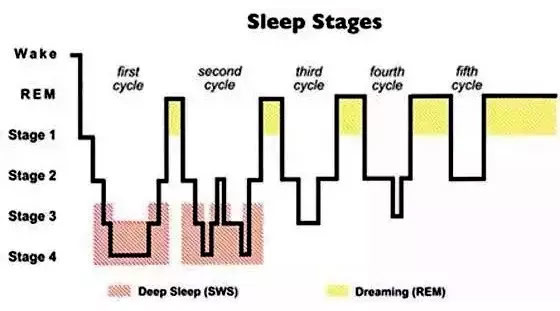 Sleep Stages
Wake
first cycle
second cycle
third cycle
fourth cycle
fifth cycle
REM
Stage 1
Stage 2
Stage 3
Stage 4
Deep Sleep (SWS)
Dreaming (REM)